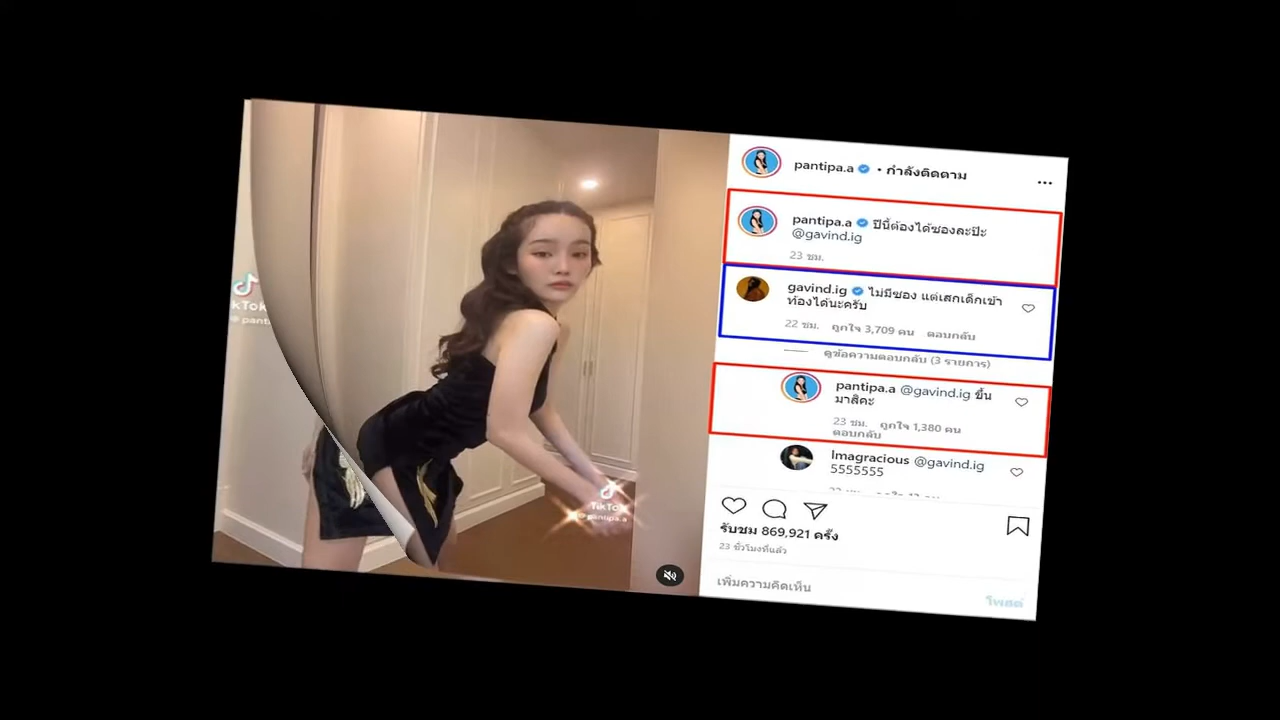 TikTok
pantipa.a
pantipa.a • กำลังติดตาม
pantipa.a ปีนี้ต้องได้ซองละป๊ะ
@gavind.ig
23 ชม.
gavind.ig ไม่มีซอง แต่เสกเด็กเข้า
ท้องได้นะครับ
22 ชม. ถูกใจ 3,709 คน ตอบกลับ
ดูข้อความตอบกลับ (3 รายการ)
pantipa.a @gavind.ig ขึ้น
มาสิคะ
23 ชม. ถูกใจ 1,380 คน
ตอบกลับ
lmagracious @gavind.ig
5555555
รับชม 869,921 ครั้ง
23 ชั่วโมงที่แล้ว
เพิ่มความคิดเห็น
โพสต์